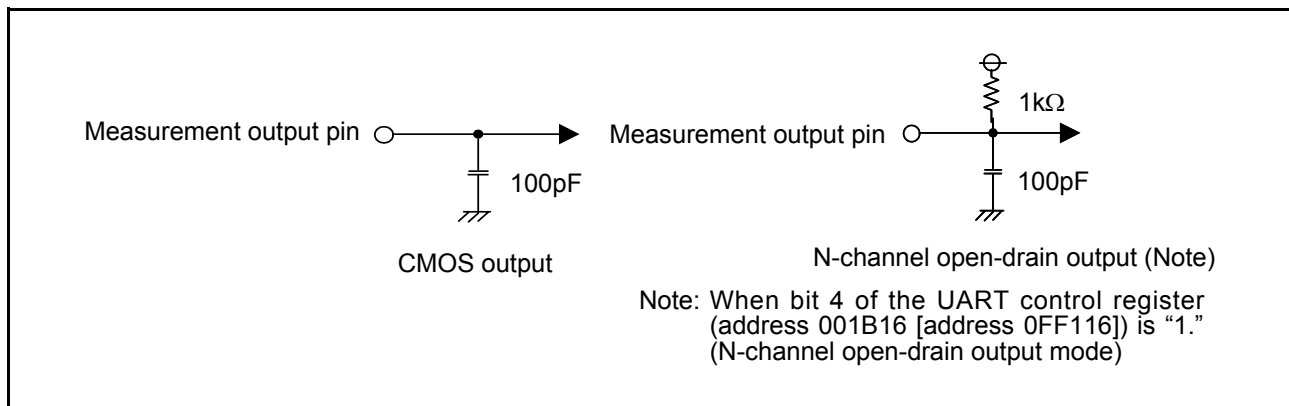 Measurement output pin
100pF
CMOS output
1kΩ
Measurement output pin
100pF
N-channel open-drain output (Note)
Note: When bit 4 of the UART control register
(address 001B16 [address 0FF116]) is “1.”
(N-channel open-drain output mode)